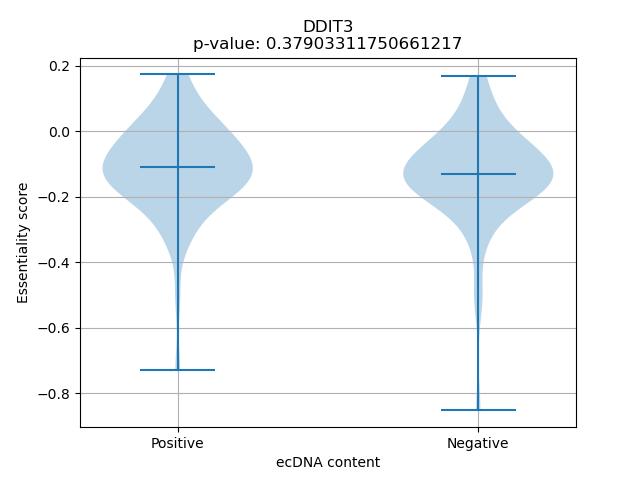 DDIT3
p-value: 0.37903311750661217
0.2
0.0
−0.2
−0.4
−0.6
−0.8
Essentiality score
Positive
Negative
ecDNA content